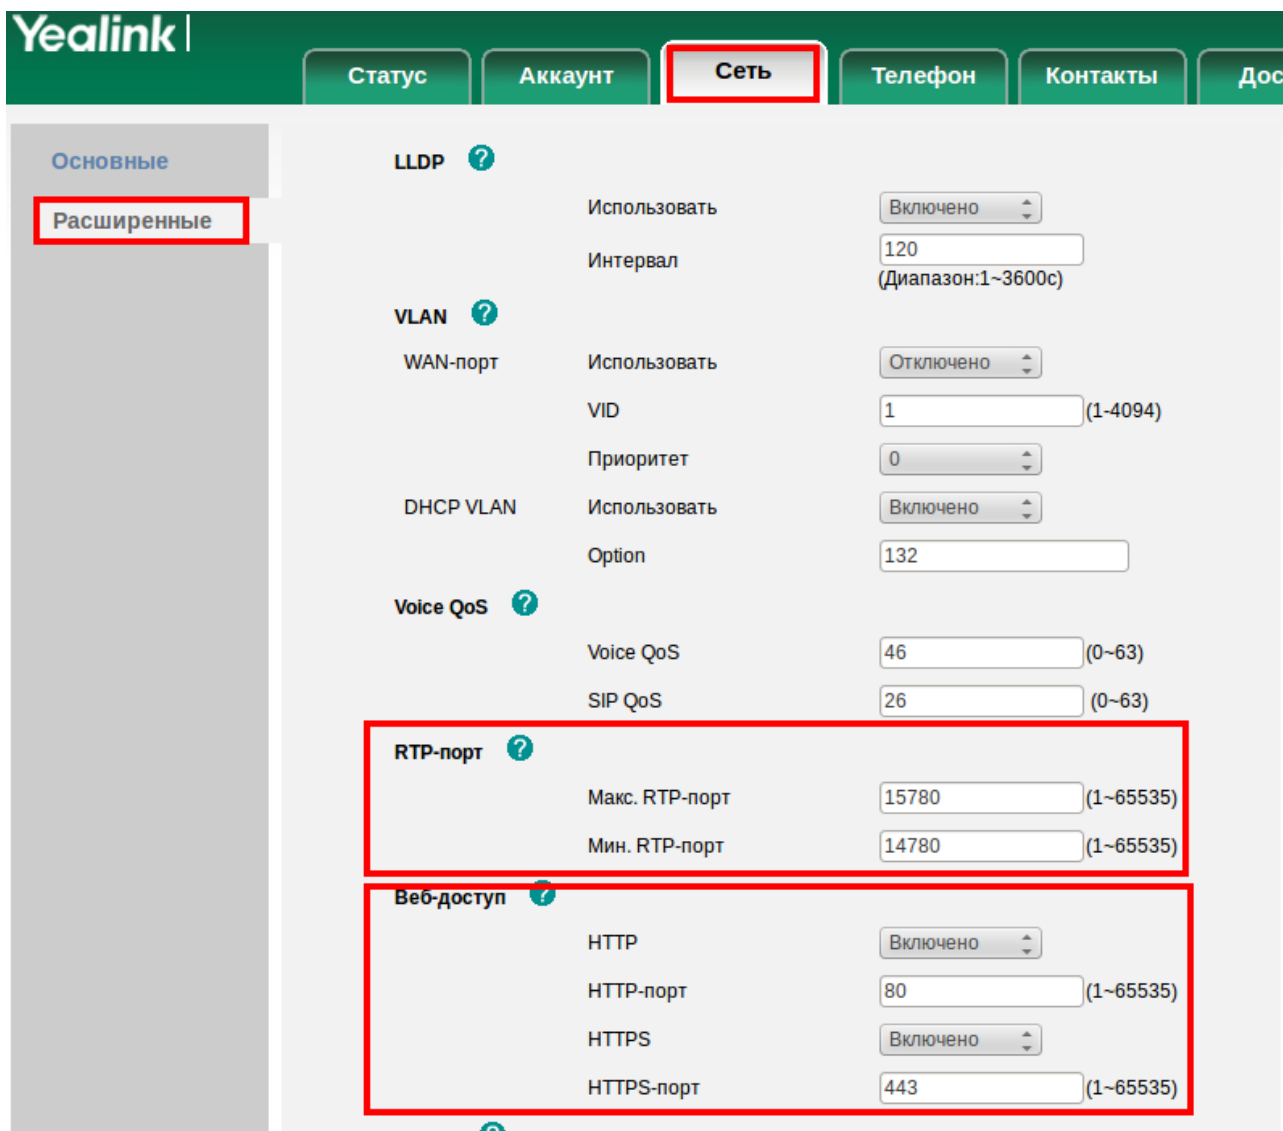 Yealink
Статус Аккаунт Сеть Телефон Контакты Дос
Основные
Расширенные
LLDP ?
Использовать Включено
Интервал 120
(Диапазон:1~3600с)
VLAN ?
WAN-порт Использовать Отключено
VID 1 (1-4094)
Приоритет 0
DHCP VLAN Использовать Включено
Option 132
Voice QoS ?
Voice QoS 46 (0~63)
SIP QoS 26 (0~63)
RTP-порт ?
Макс. RTP-порт 15780 (1~65535)
Мин. RTP-порт 14780 (1~65535)
Веб-доступ ?
HTTP Включено
HTTP-порт 80 (1~65535)
HTTPS Включено
HTTPS-порт 443 (1~65535)